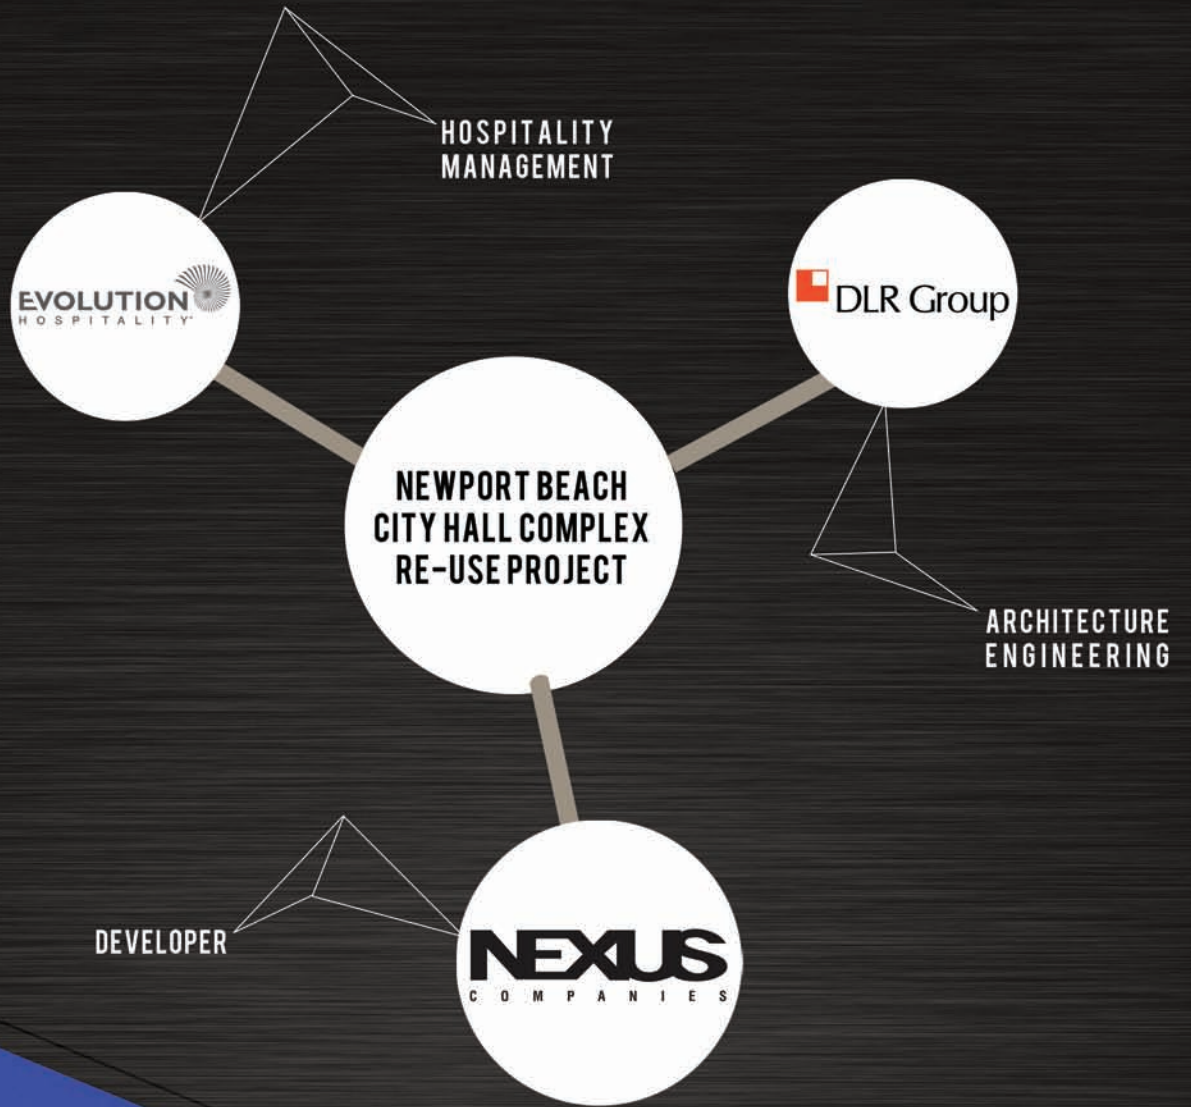 HOSPITALITY
MANAGEMENT
EVOLUTION
HOSPITALITY
DLR Group
NEWPORT BEACH
CITY HALL COMPLEX
RE-USE PROJECT
ARCHITECTURE
ENGINEERING
DEVELOPER
NEXUS
COMPANIES